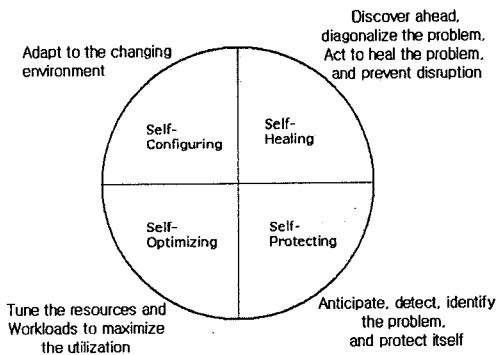 Discover ahead,
diagonalize the problem,
Act to heal the problem,
and prevent disruption
Adapt to the changing
environment
Self-
Configuring
Self-
Healing
Self-
Optimizing
Self-
Protecting
Tune the resources and
Workloads to maximize
the utilization
Anticipate, detect, identify
the problem,
and protect itself